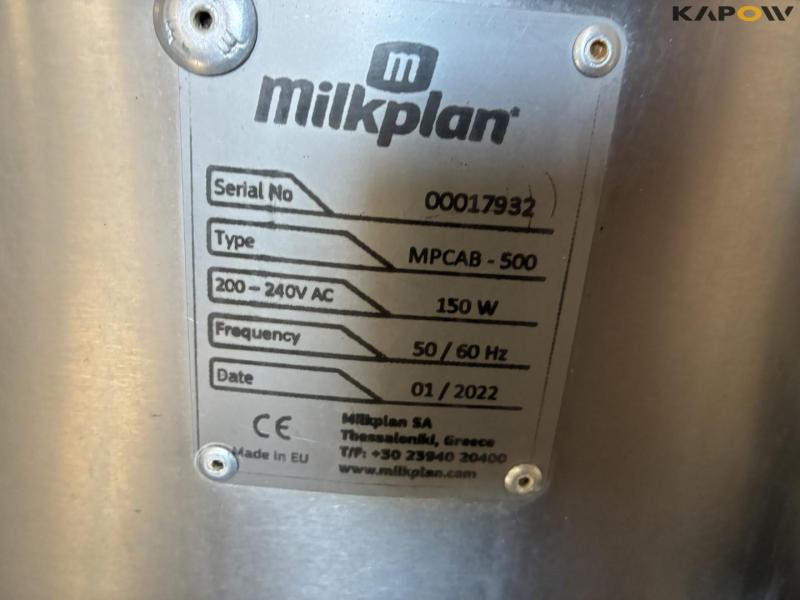 KAPOW
m
milkplan
Serial No 00017932
Type MPCAB - 500
200 - 240V AC 150 W
Frequency 50 / 60 Hz
Date 01 / 2022
CE Milkplan SA
Thessaloniki, Greece
Made in EU T/F: +30 23940 20400
www.milkplan.com